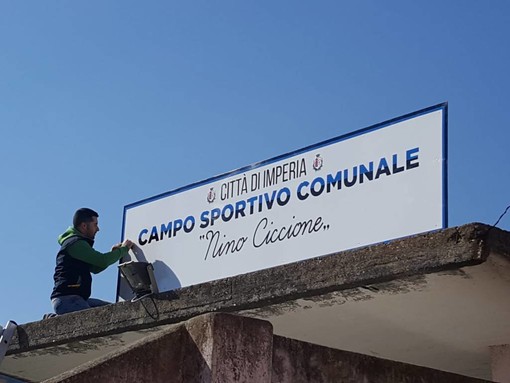 CITTÀ DI IMPERIA
CAMPO SPORTIVO COMUNALE
"Nino Ciccione„